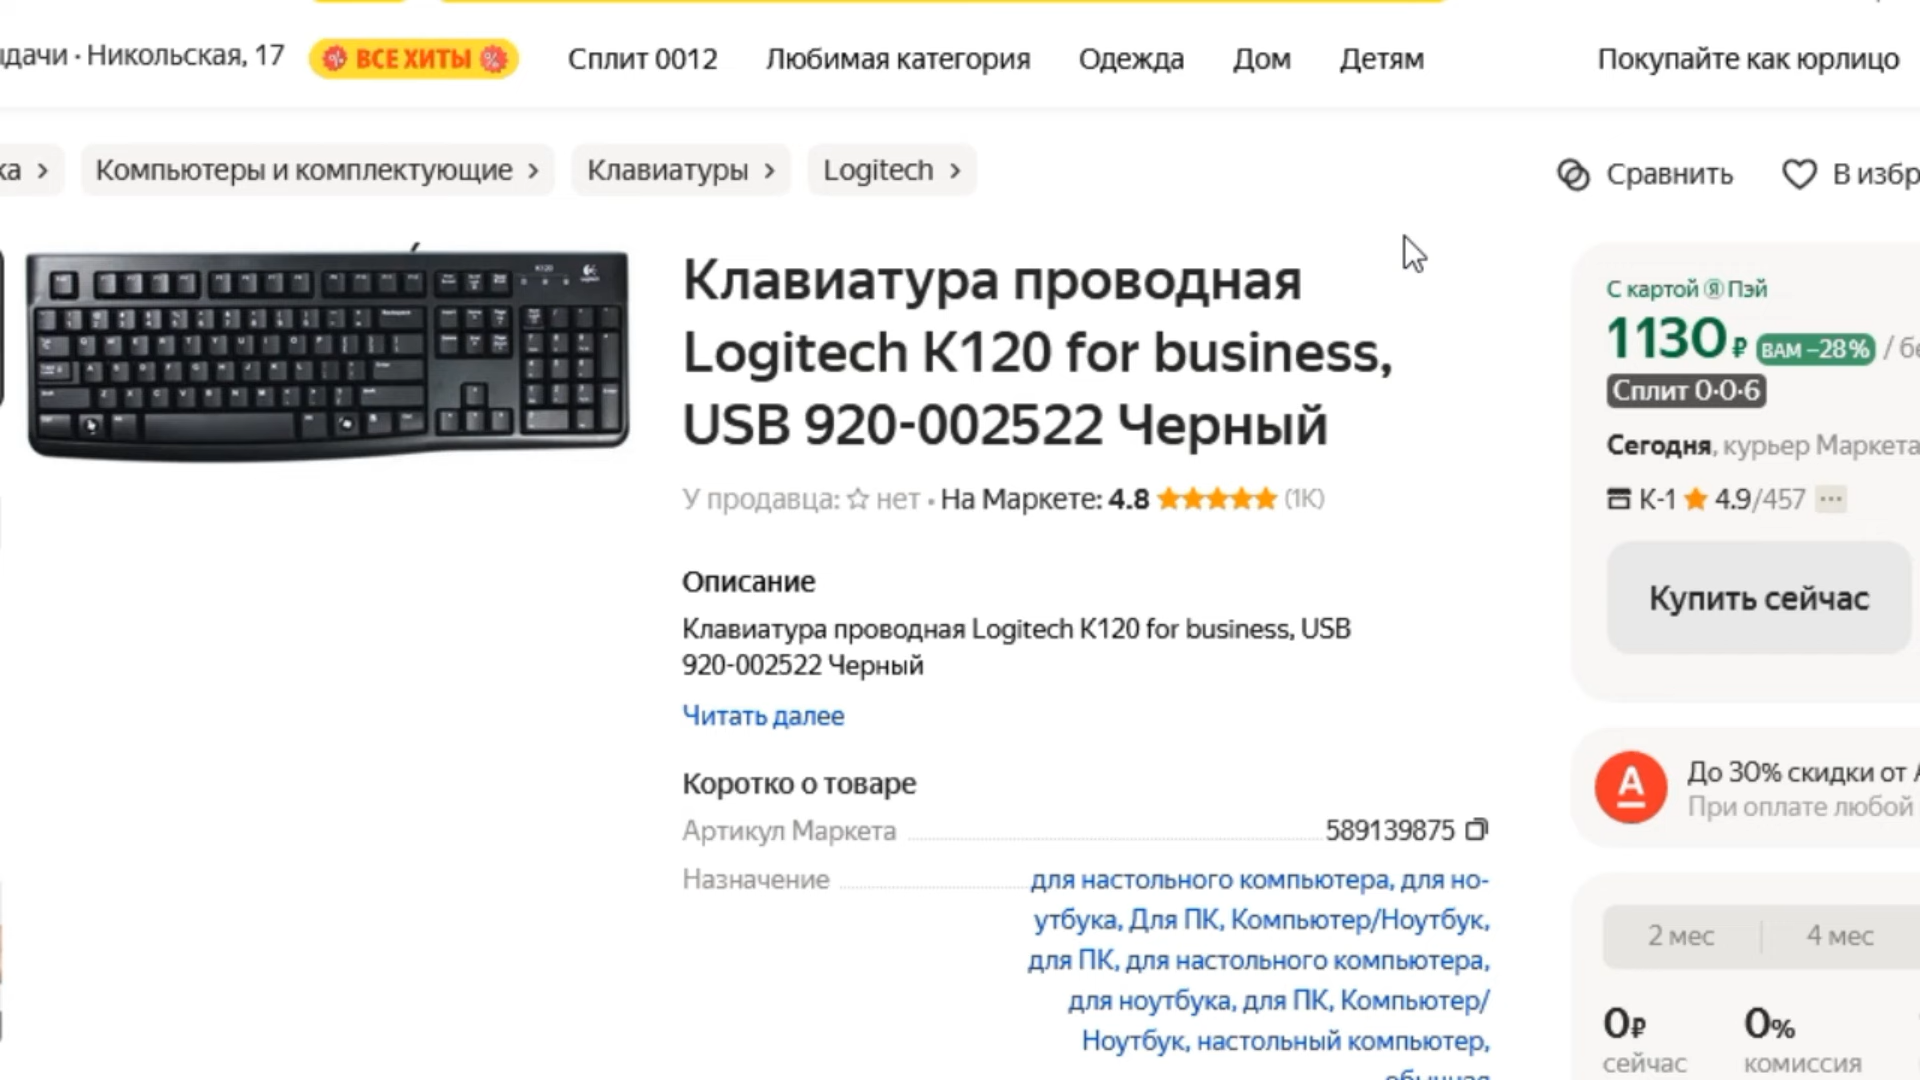 ыдачи · Никольская, 17
ВСЕ ХИТЫ
Сплит 0012
Любимая категория
Одежда
Дом
Детям
Покупайте как юрлицо
ка >
Компьютеры и комплектующие >
Клавиатуры >
Logitech >
Сравнить
В избр
Клавиатура проводная
Logitech K120 for business,
USB 920-002522 Черный
У продавца: ☆ нет · На Маркете: 4.8 ★★★★★ (1K)
Описание
Клавиатура проводная Logitech K120 for business, USB
920-002522 Черный
Читать далее
Коротко о товаре
Артикул Маркета 589139875
Назначение для настольного компьютера, для но-
утбука, Для ПК, Компьютер/Ноутбук,
для ПК, для настольного компьютера,
для ноутбука, для ПК, Компьютер/
Ноутбук, настольный компьютер,
обычная
С картой Я Пэй
1130 ₽ ВАМ –28% / бе
Сплит 0·0·6
Сегодня, курьер Маркета
К-1 ★ 4.9/457 ···
Купить сейчас
А
До 30% скидки от А
При оплате любой
2 мес
4 мес
0 ₽
сейчас
0%
комиссия